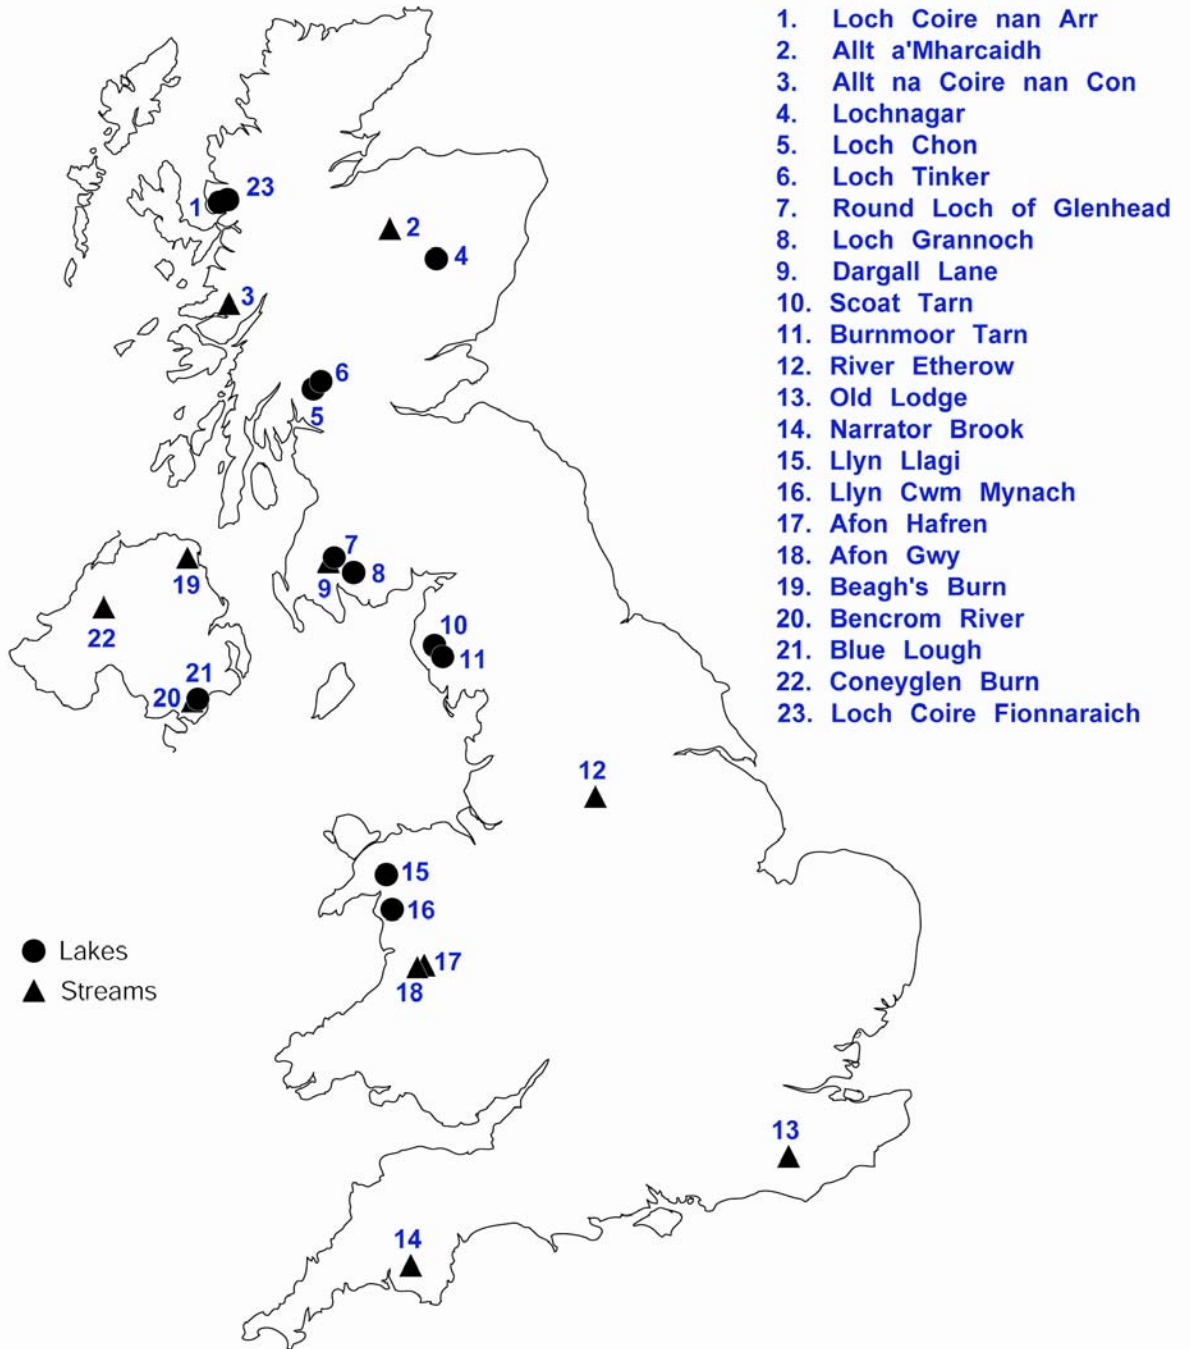 1. Loch Coire nan Arr
2. Allt a'Mharcaidh
3. Allt na Coire nan Con
4. Lochnagar
5. Loch Chon
6. Loch Tinker
7. Round Loch of Glenhead
8. Loch Grannoch
9. Dargall Lane
10. Scoat Tarn
11. Burnmoor Tarn
12. River Etherow
13. Old Lodge
14. Narrator Brook
15. Llyn Llagi
16. Llyn Cwm Mynach
17. Afon Hafren
18. Afon Gwy
19. Beagh's Burn
20. Bencrom River
21. Blue Lough
22. Coneyglen Burn
23. Loch Coire Fionnaraich
23
1
2
4
3
6
5
7
8
9
19
22
10
11
21
20
12
15
16
17
18
13
14
Lakes
Streams